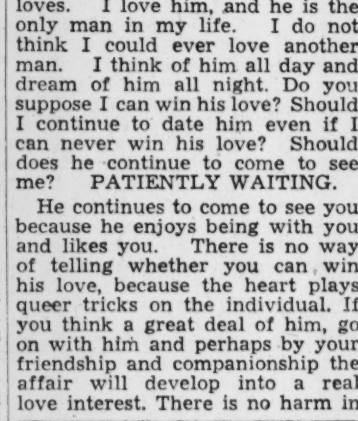 loves. I love him, and he is the
only man in my life. I do not
think I could ever love another
man. I think of him all day and
dream of him all night. Do you
suppose I can win his love? Should
I continue to date him even if I
can never win his love? Should
does he continue to come to see
me? PATIENTLY WAITING.
He continues to come to see you
because he enjoys being with you
and likes you. There is no way
of telling whether you can win
his love, because the heart plays
queer tricks on the individual. If
you think a great deal of him, go
on with him and perhaps by your
friendship and companionship the
affair will develop into a real
love interest. There is no harm in